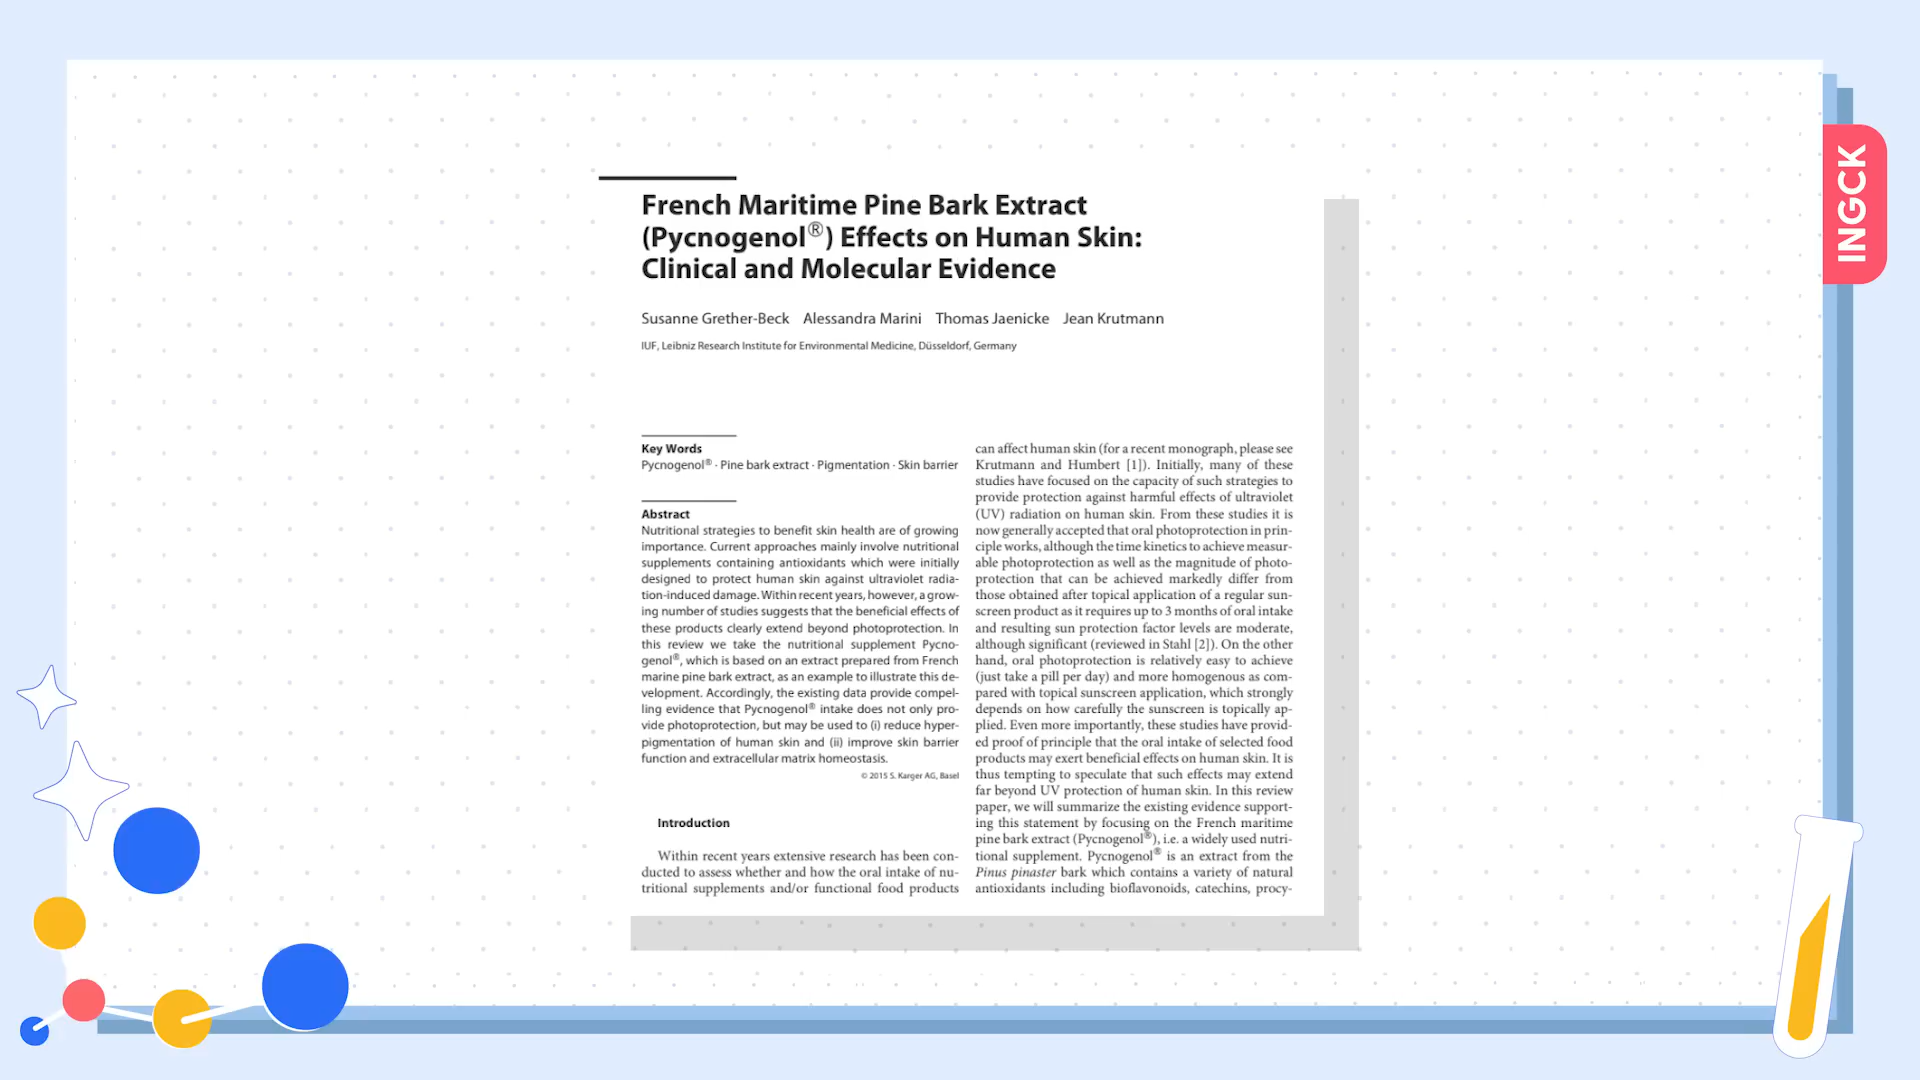 French Maritime Pine Bark Extract
(Pycnogenol®) Effects on Human Skin:
Clinical and Molecular Evidence
Susanne Grether-Beck Alessandra Marini Thomas Jaenicke Jean Krutmann
IUF, Leibniz Research Institute for Environmental Medicine, Düsseldorf, Germany
Key Words
Pycnogenol® · Pine bark extract · Pigmentation · Skin barrier
Abstract
Nutritional strategies to benefit skin health are of growing
importance. Current approaches mainly involve nutritional
supplements containing antioxidants which were initially
designed to protect human skin against ultraviolet radia-
tion-induced damage. Within recent years, however, a grow-
ing number of studies suggests that the beneficial effects of
these products clearly extend beyond photoprotection. In
this review we take the nutritional supplement Pycno-
genol®, which is based on an extract prepared from French
marine pine bark extract, as an example to illustrate this de-
velopment. Accordingly, the existing data provide compel-
ling evidence that Pycnogenol® intake does not only pro-
vide photoprotection, but may be used to (i) reduce hyper-
pigmentation of human skin and (ii) improve skin barrier
function and extracellular matrix homeostasis.
© 2015 S. Karger AG, Basel
Introduction
Within recent years extensive research has been con-
ducted to assess whether and how the oral intake of nu-
tritional supplements and/or functional food products
can affect human skin (for a recent monograph, please see
Krutmann and Humbert [1]). Initially, many of these
studies have focused on the capacity of such strategies to
provide protection against harmful effects of ultraviolet
(UV) radiation on human skin. From these studies it is
now generally accepted that oral photoprotection in prin-
ciple works, although the time kinetics to achieve measur-
able photoprotection as well as the magnitude of photo-
protection that can be achieved markedly differ from
those obtained after topical application of a regular sun-
screen product as it requires up to 3 months of oral intake
and resulting sun protection factor levels are moderate,
although significant (reviewed in Stahl [2]). On the other
hand, oral photoprotection is relatively easy to achieve
(just take a pill per day) and more homogenous as com-
pared with topical sunscreen application, which strongly
depends on how carefully the sunscreen is topically ap-
plied. Even more importantly, these studies have provid-
ed proof of principle that the oral intake of selected food
products may exert beneficial effects on human skin. It is
thus tempting to speculate that such effects may extend
far beyond UV protection of human skin. In this review
paper, we will summarize the existing evidence support-
ing this statement by focusing on the French maritime
pine bark extract (Pycnogenol®), i.e. a widely used nutri-
tional supplement. Pycnogenol® is an extract from the
Pinus pinaster bark which contains a variety of natural
antioxidants including bioflavonoids, catechins, procy-
INGCK